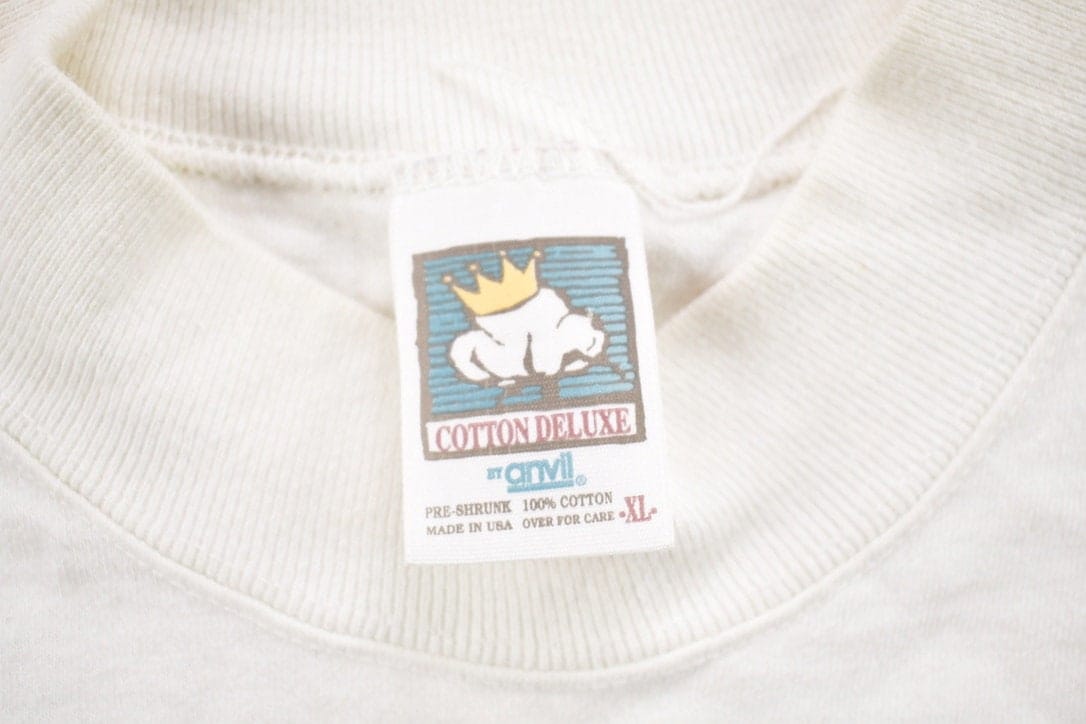 COTTON DELUXE
BY anvil®
PRE-SHRUNK 100% COTTON
MADE IN USA OVER FOR CARE •XL•